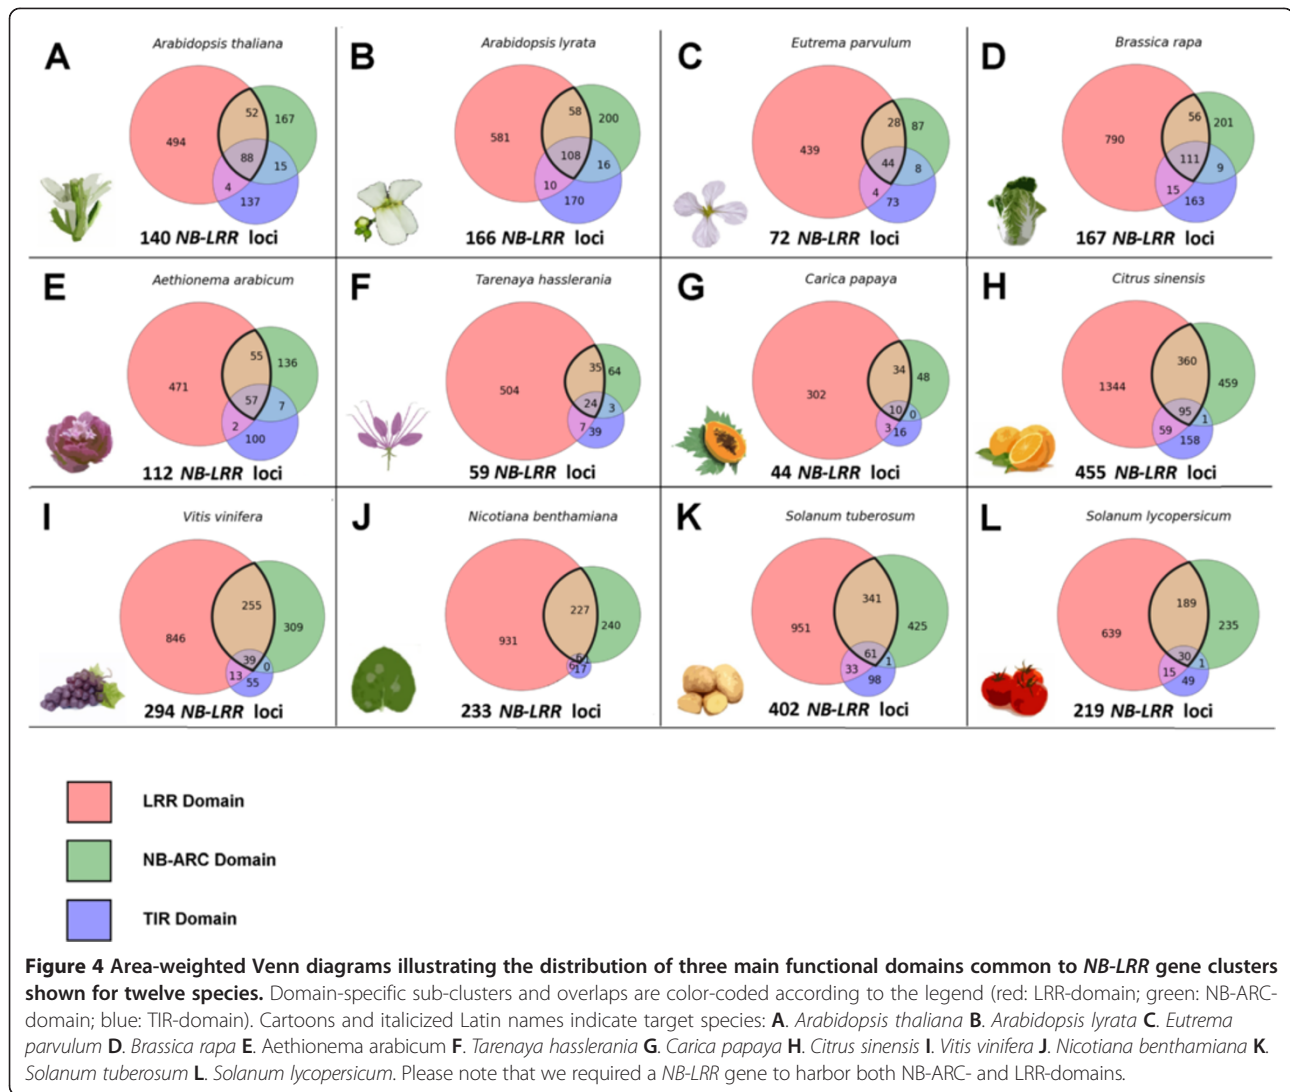 A Arabidopsis thaliana
494 52 167 88 15 4 137
140 NB-LRR loci
B Arabidopsis lyrata
581 58 200 108 16 10 170
166 NB-LRR loci
C Eutrema parvulum
439 28 87 44 8 4 73
72 NB-LRR loci
D Brassica rapa
790 56 201 111 9 15 163
167 NB-LRR loci
E Aethionema arabicum
471 55 136 57 7 2 100
112 NB-LRR loci
F Tarenaya hasslerania
504 35 64 24 3 7 39
59 NB-LRR loci
G Carica papaya
302 34 48 10 0 3 16
44 NB-LRR loci
H Citrus sinensis
1344 360 459 95 1 59 158
455 NB-LRR loci
I Vitis vinifera
846 255 309 39 0 13 55
294 NB-LRR loci
J Nicotiana benthamiana
931 227 240 6 17
233 NB-LRR loci
K Solanum tuberosum
951 341 425 61 1 33 98
402 NB-LRR loci
L Solanum lycopersicum
639 189 235 30 1 15 49
219 NB-LRR loci
LRR Domain
NB-ARC Domain
TIR Domain
Figure 4 Area-weighted Venn diagrams illustrating the distribution of three main functional domains common to NB-LRR gene clusters
shown for twelve species. Domain-specific sub-clusters and overlaps are color-coded according to the legend (red: LRR-domain; green: NB-ARC-
domain; blue: TIR-domain). Cartoons and italicized Latin names indicate target species: A. Arabidopsis thaliana B. Arabidopsis lyrata C. Eutrema
parvulum D. Brassica rapa E. Aethionema arabicum F. Tarenaya hasslerania G. Carica papaya H. Citrus sinensis I. Vitis vinifera J. Nicotiana benthamiana K.
Solanum tuberosum L. Solanum lycopersicum. Please note that we required a NB-LRR gene to harbor both NB-ARC- and LRR-domains.